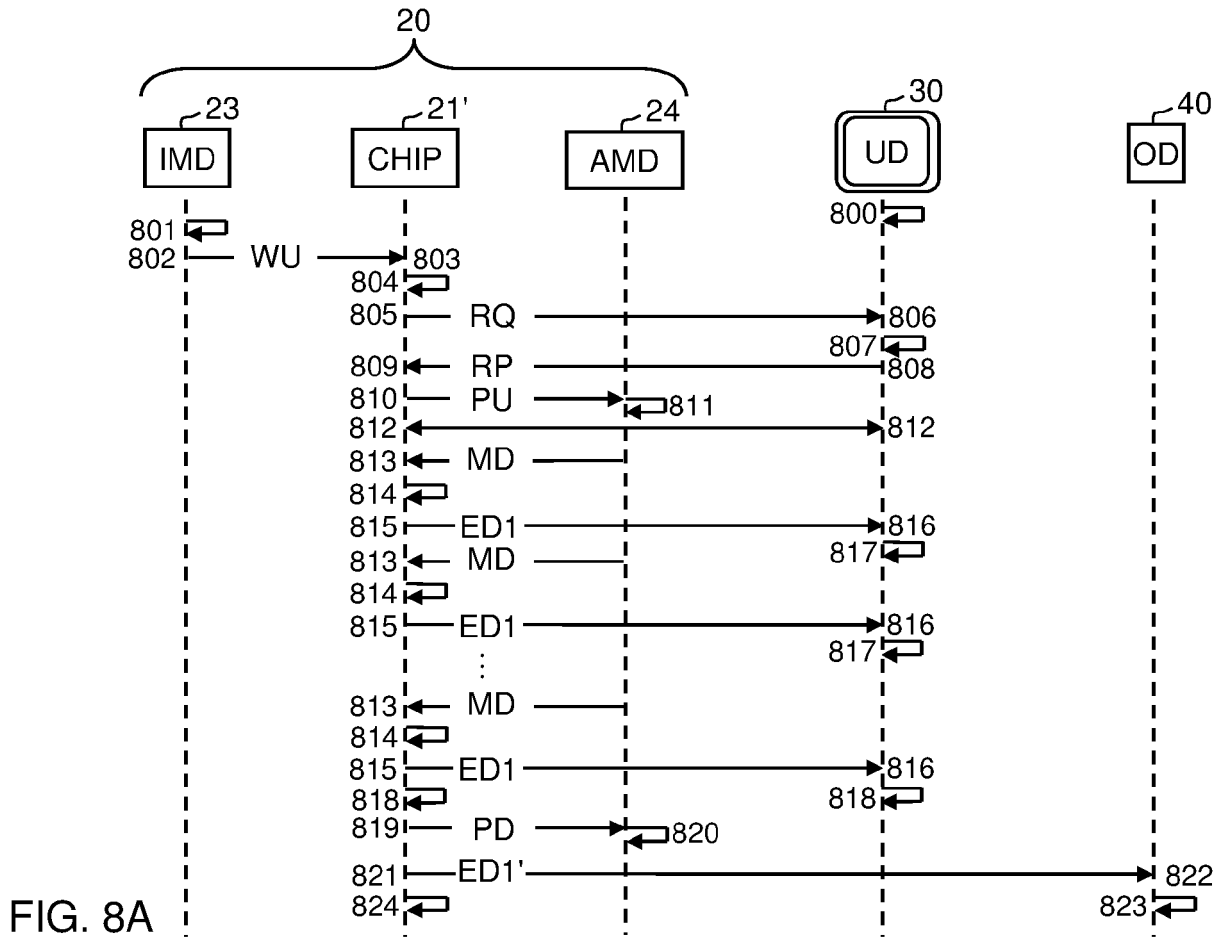 20
23 21' 24 30 40
IMD CHIP AMD UD OD
801 800
802 WU 803
804
805 RQ 806
807
809 RP 808
810 PU 811
812 812
813 MD
814
815 ED1 816
817
813 MD
814
815 ED1 816
817
⋮
813 MD
814
815 ED1 816
818 818
819 PD 820
821 ED1' 822
824 823
FIG. 8A